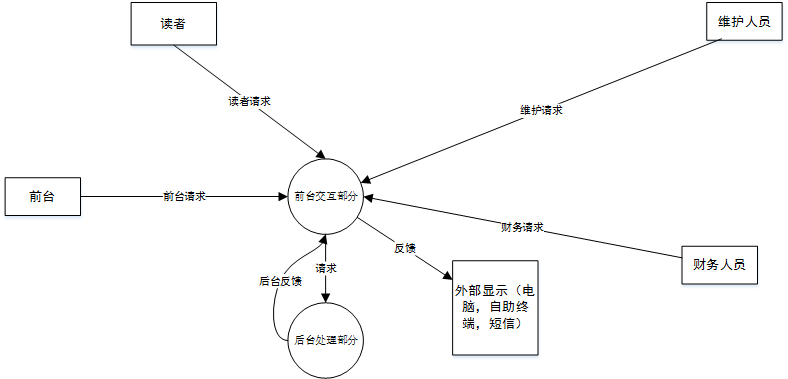 读者
维护人员
读者请求
维护请求
前台
前台请求
前台交互部分
财务请求
反馈
财务人员
请求
后台反馈
外部显示（电
脑，自助终
端，短信）
后台处理部分